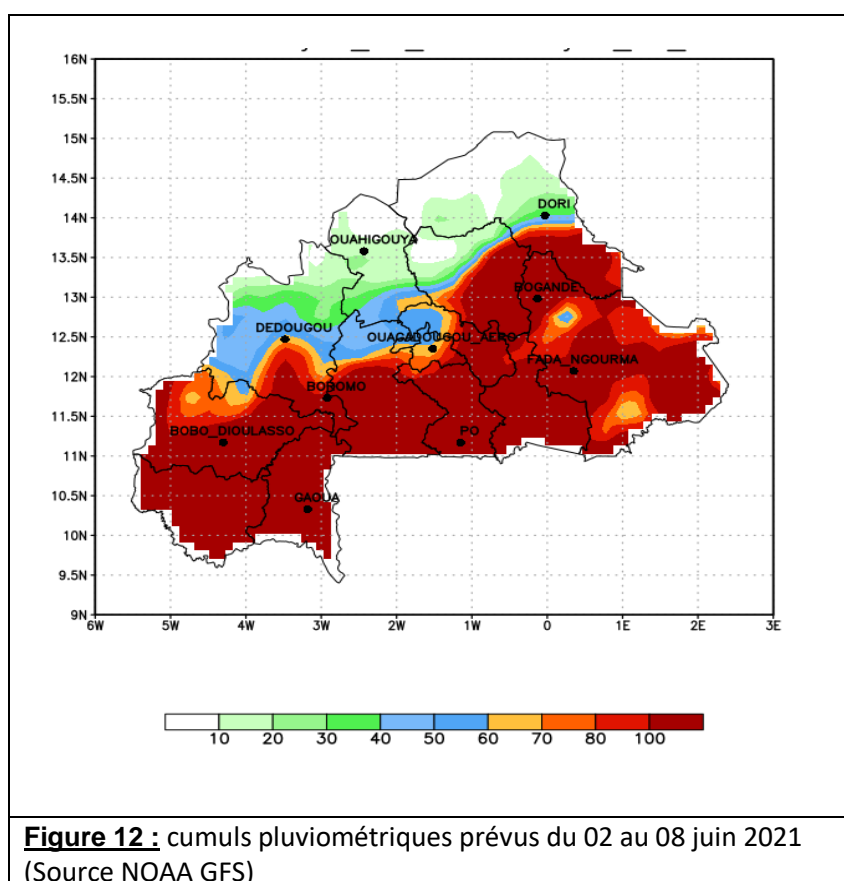 16N
15.5N
15N
14.5N
14N
13.5N
13N
12.5N
12N
11.5N
11N
10.5N
10N
9.5N
9N
DORI
OUAHIGOUYA
BOGANDE
DEDOUGOU
OUAGADOUGOU_AERO
FADA_NGOURMA
BOROMO
BOBO_DIOULASSO
PO
GAOUA
6W 5W 4W 3W 2W 1W 0 1E 2E 3E
10 20 30 40 50 60 70 80 100
Figure 12 : cumuls pluviométriques prévus du 02 au 08 juin 2021
(Source NOAA GFS)